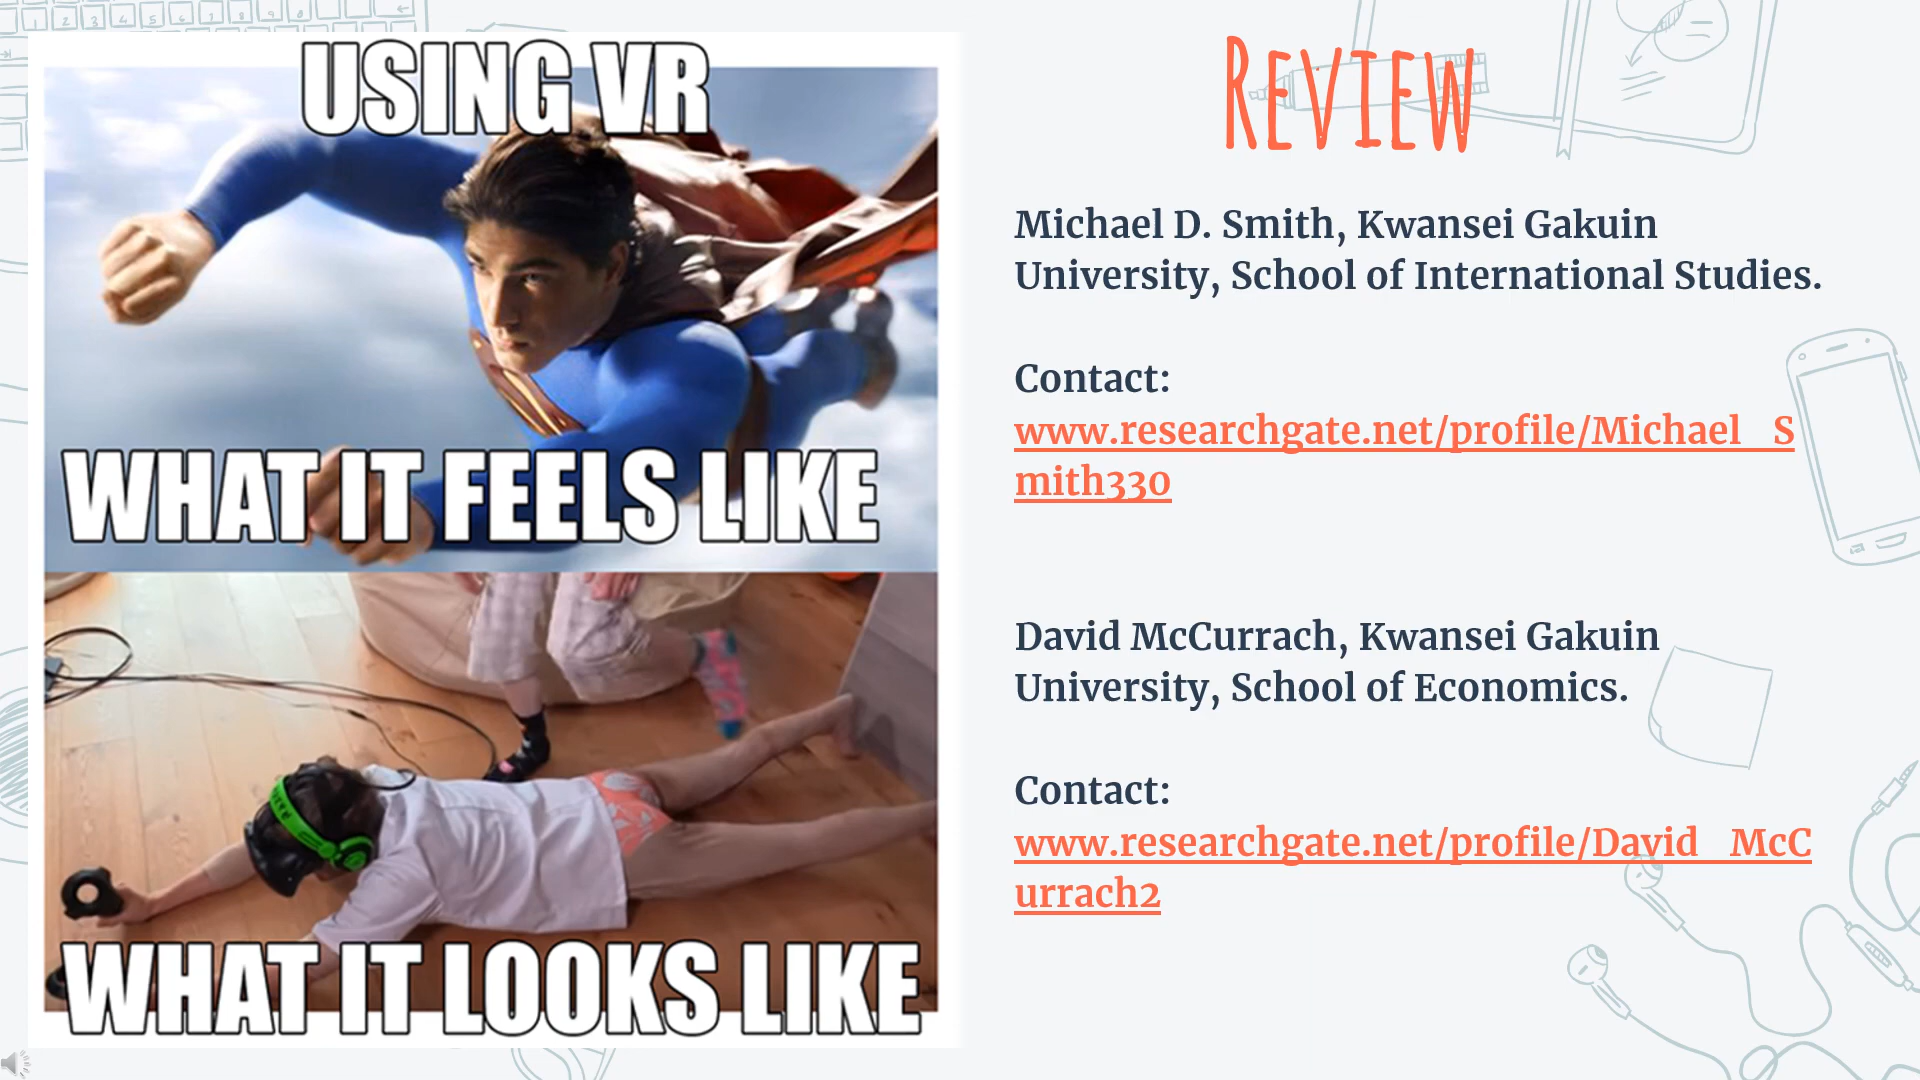 USING VR
WHAT IT FEELS LIKE
WHAT IT LOOKS LIKE
REVIEW
Michael D. Smith, Kwansei Gakuin
University, School of International Studies.
Contact:
www.researchgate.net/profile/Michael_S
mith330
David McCurrach, Kwansei Gakuin
University, School of Economics.
Contact:
www.researchgate.net/profile/David_McC
urrach2